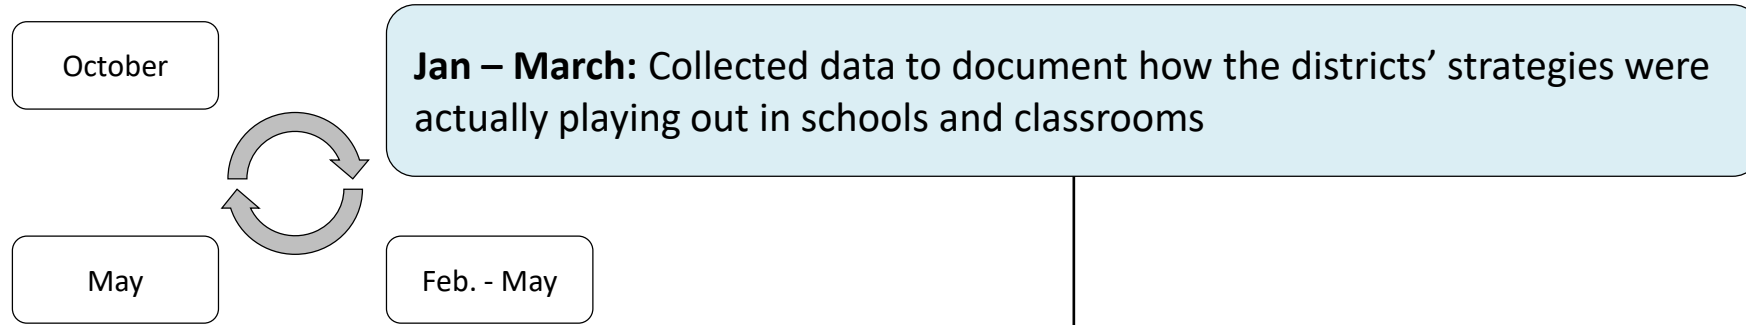 October
Jan – March: Collected data to document how the districts’ strategies were
actually playing out in schools and classrooms
May
Feb. - May